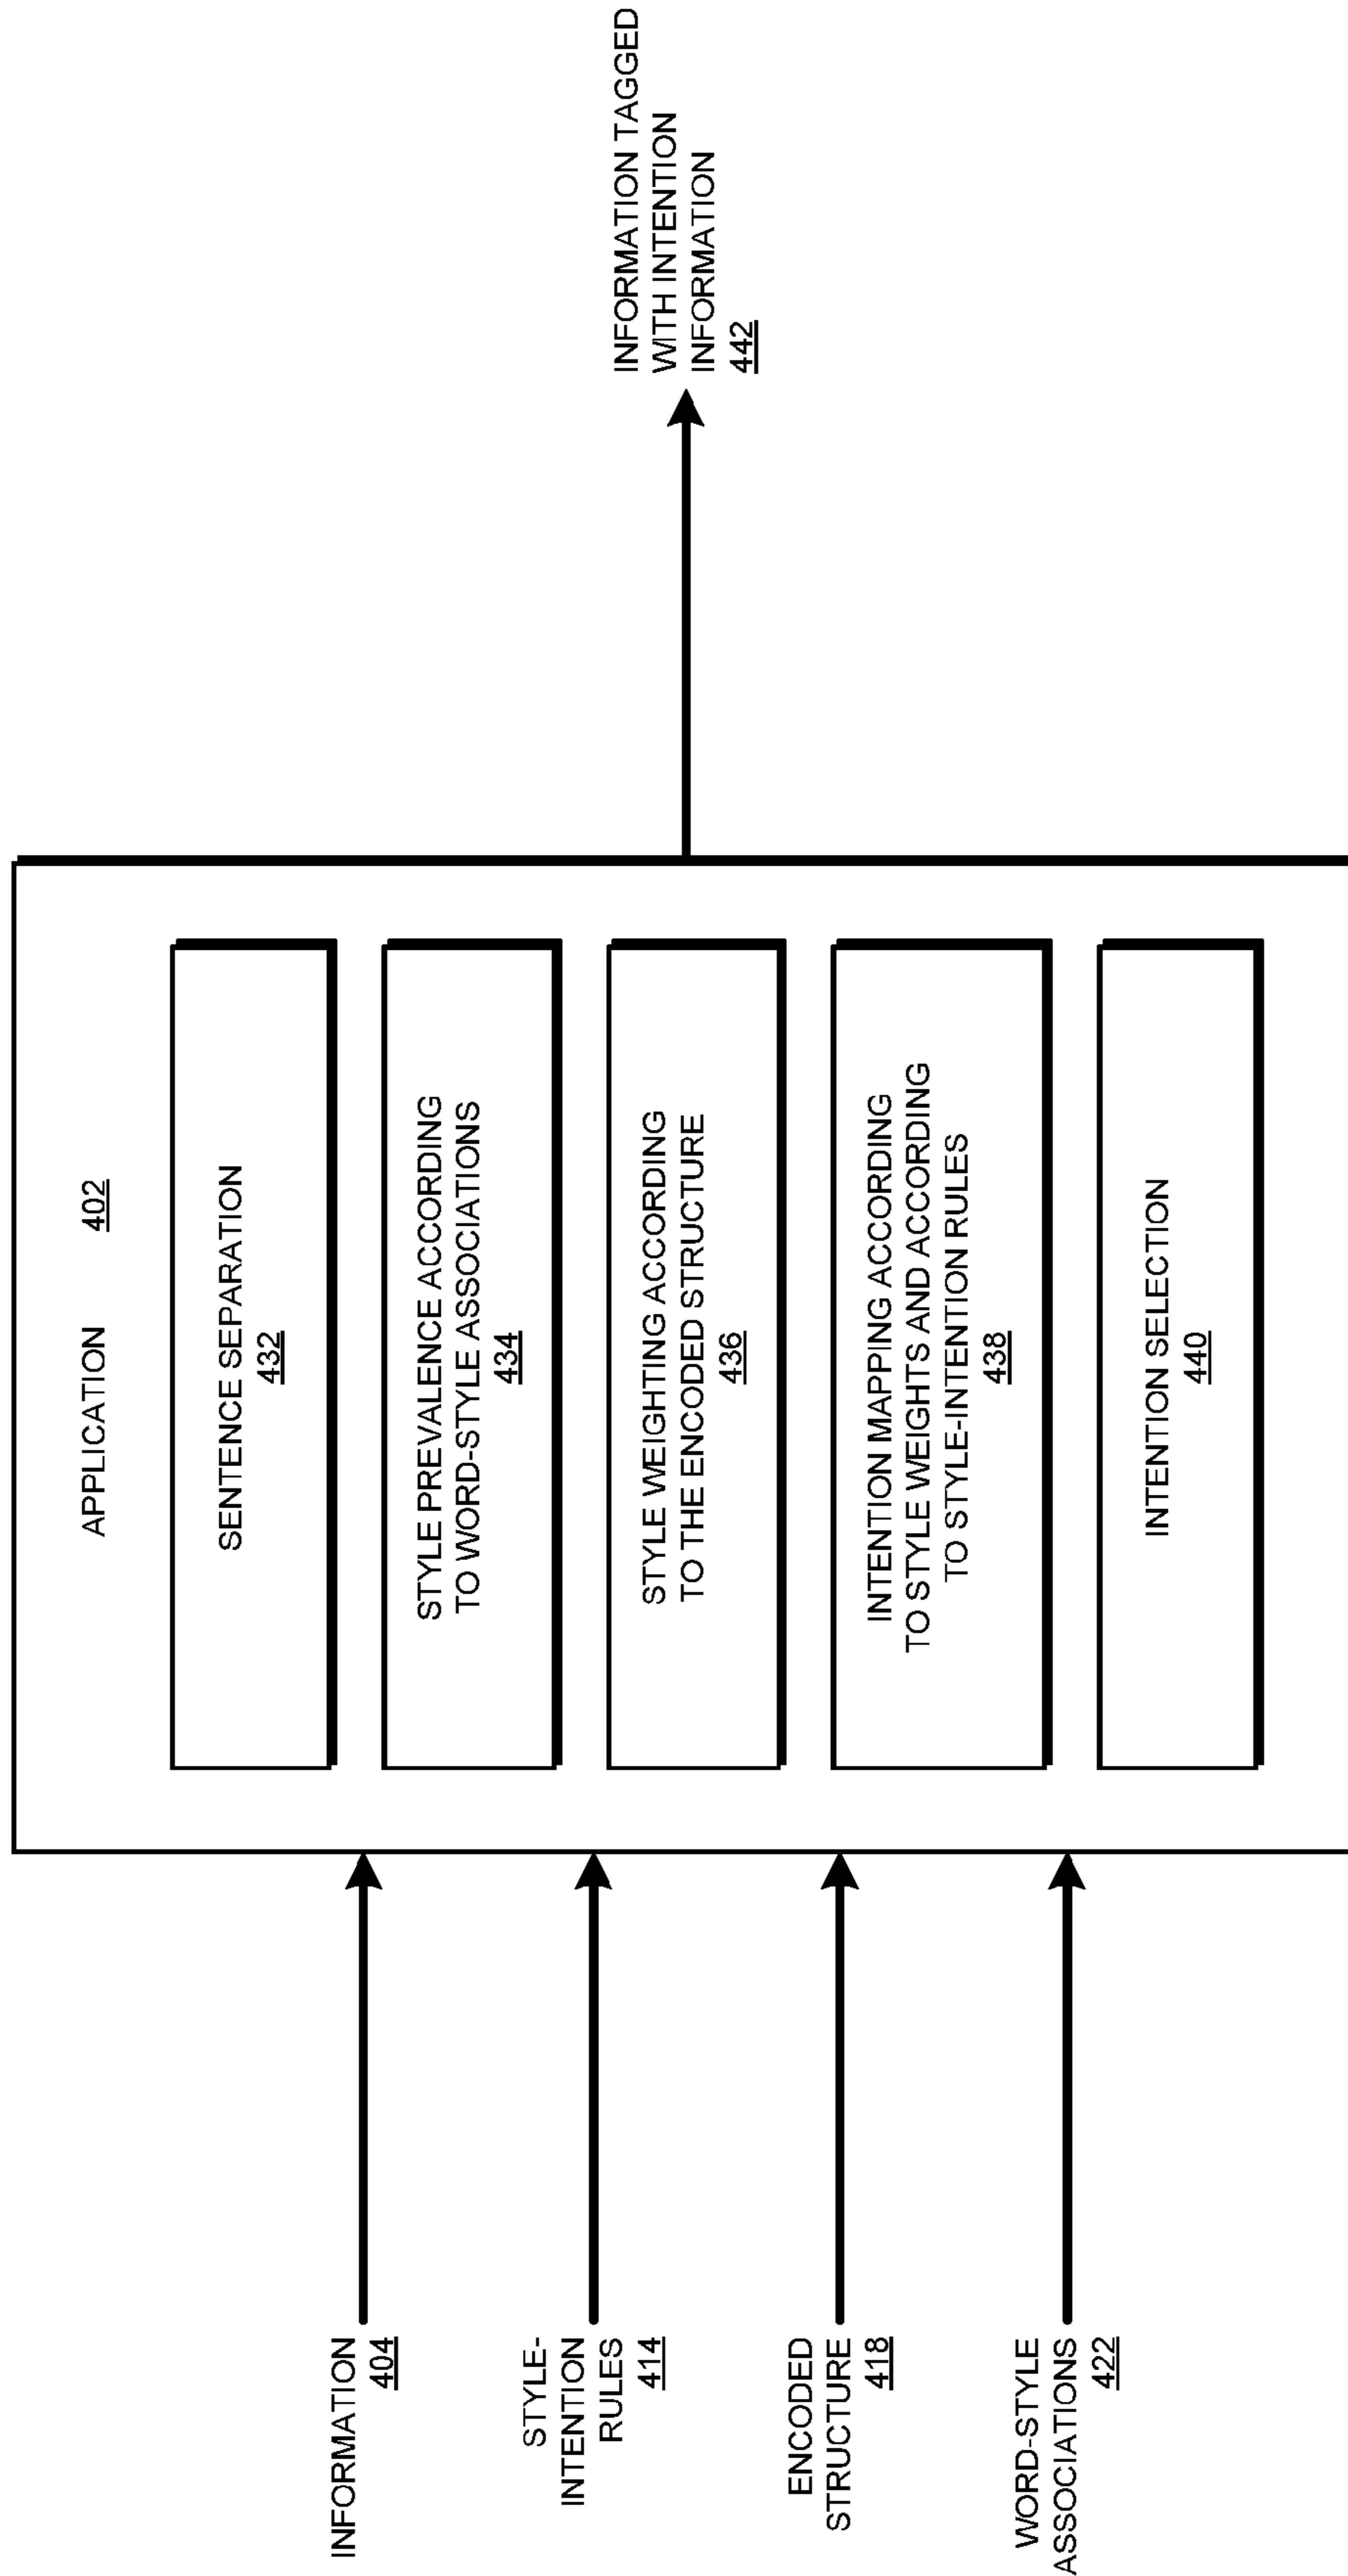 INFORMATION
404
STYLE-
INTENTION
RULES
414
ENCODED
STRUCTURE
418
WORD-STYLE
ASSOCIATIONS
422
APPLICATION 402
SENTENCE SEPARATION
432
STYLE PREVALENCE ACCORDING
TO WORD-STYLE ASSOCIATIONS
434
STYLE WEIGHTING ACCORDING
TO THE ENCODED STRUCTURE
436
INTENTION MAPPING ACCORDING
TO STYLE WEIGHTS AND ACCORDING
TO STYLE-INTENTION RULES
438
INTENTION SELECTION
440
INFORMATION TAGGED
WITH INTENTION
INFORMATION
442